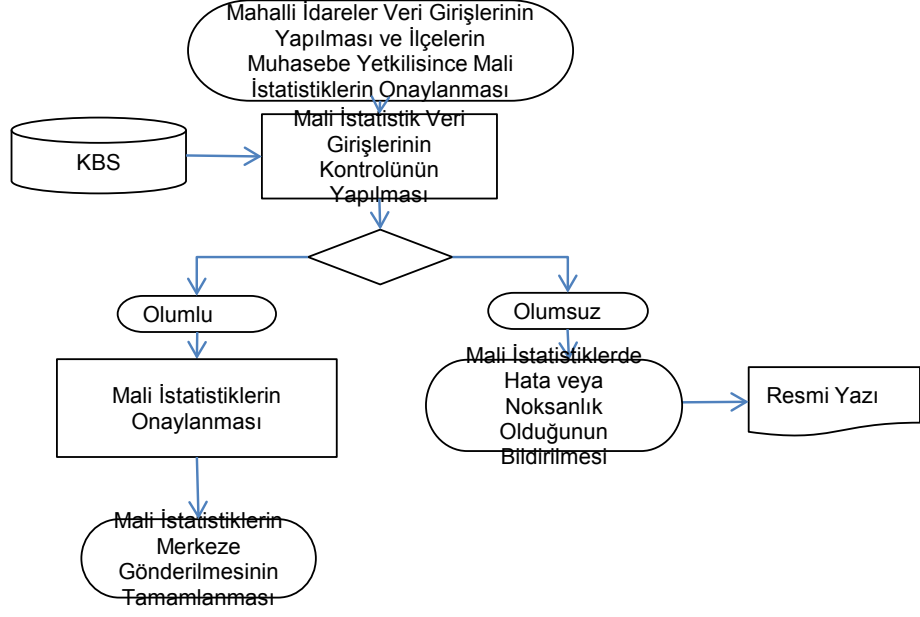 Mahalli İdareler Veri Girişlerinin
Yapılması ve İlçelerin
Muhasebe Yetkilisince Mali
İstatistiklerin Onaylanması
Mali İstatistik Veri
Girişlerinin
Kontrolünün
Yapılması
KBS
Olumlu
Olumsuz
Mali İstatistiklerin
Onaylanması
Mali İstatistiklerde
Hata veya
Noksanlık
Olduğunun
Bildirilmesi
Resmi Yazı
Mali İstatistiklerin
Merkeze
Gönderilmesinin
Tamamlanması